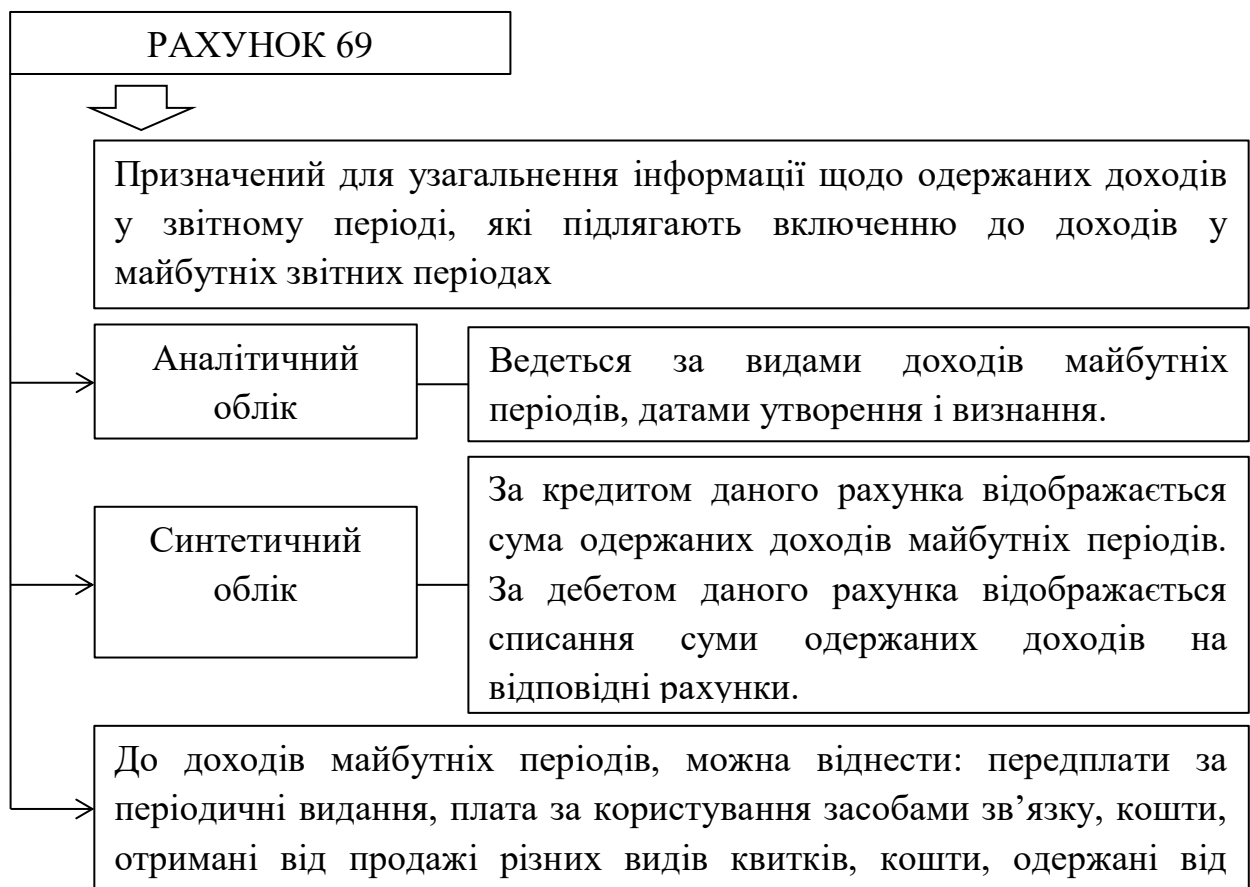 РАХУНОК 69
Призначений для узагальнення інформації щодо одержаних доходів
у звітному періоді, які підлягають включенню до доходів у
майбутніх звітних періодах
Аналітичний
облік
Ведеться за видами доходів майбутніх
періодів, датами утворення і визнання.
Синтетичний
облік
За кредитом даного рахунка відображається
сума одержаних доходів майбутніх періодів.
За дебетом даного рахунка відображається
списання суми одержаних доходів на
відповідні рахунки.
До доходів майбутніх періодів, можна віднести: передплати за
періодичні видання, плата за користування засобами зв’язку, кошти,
отримані від продажі різних видів квитків, кошти, одержані від